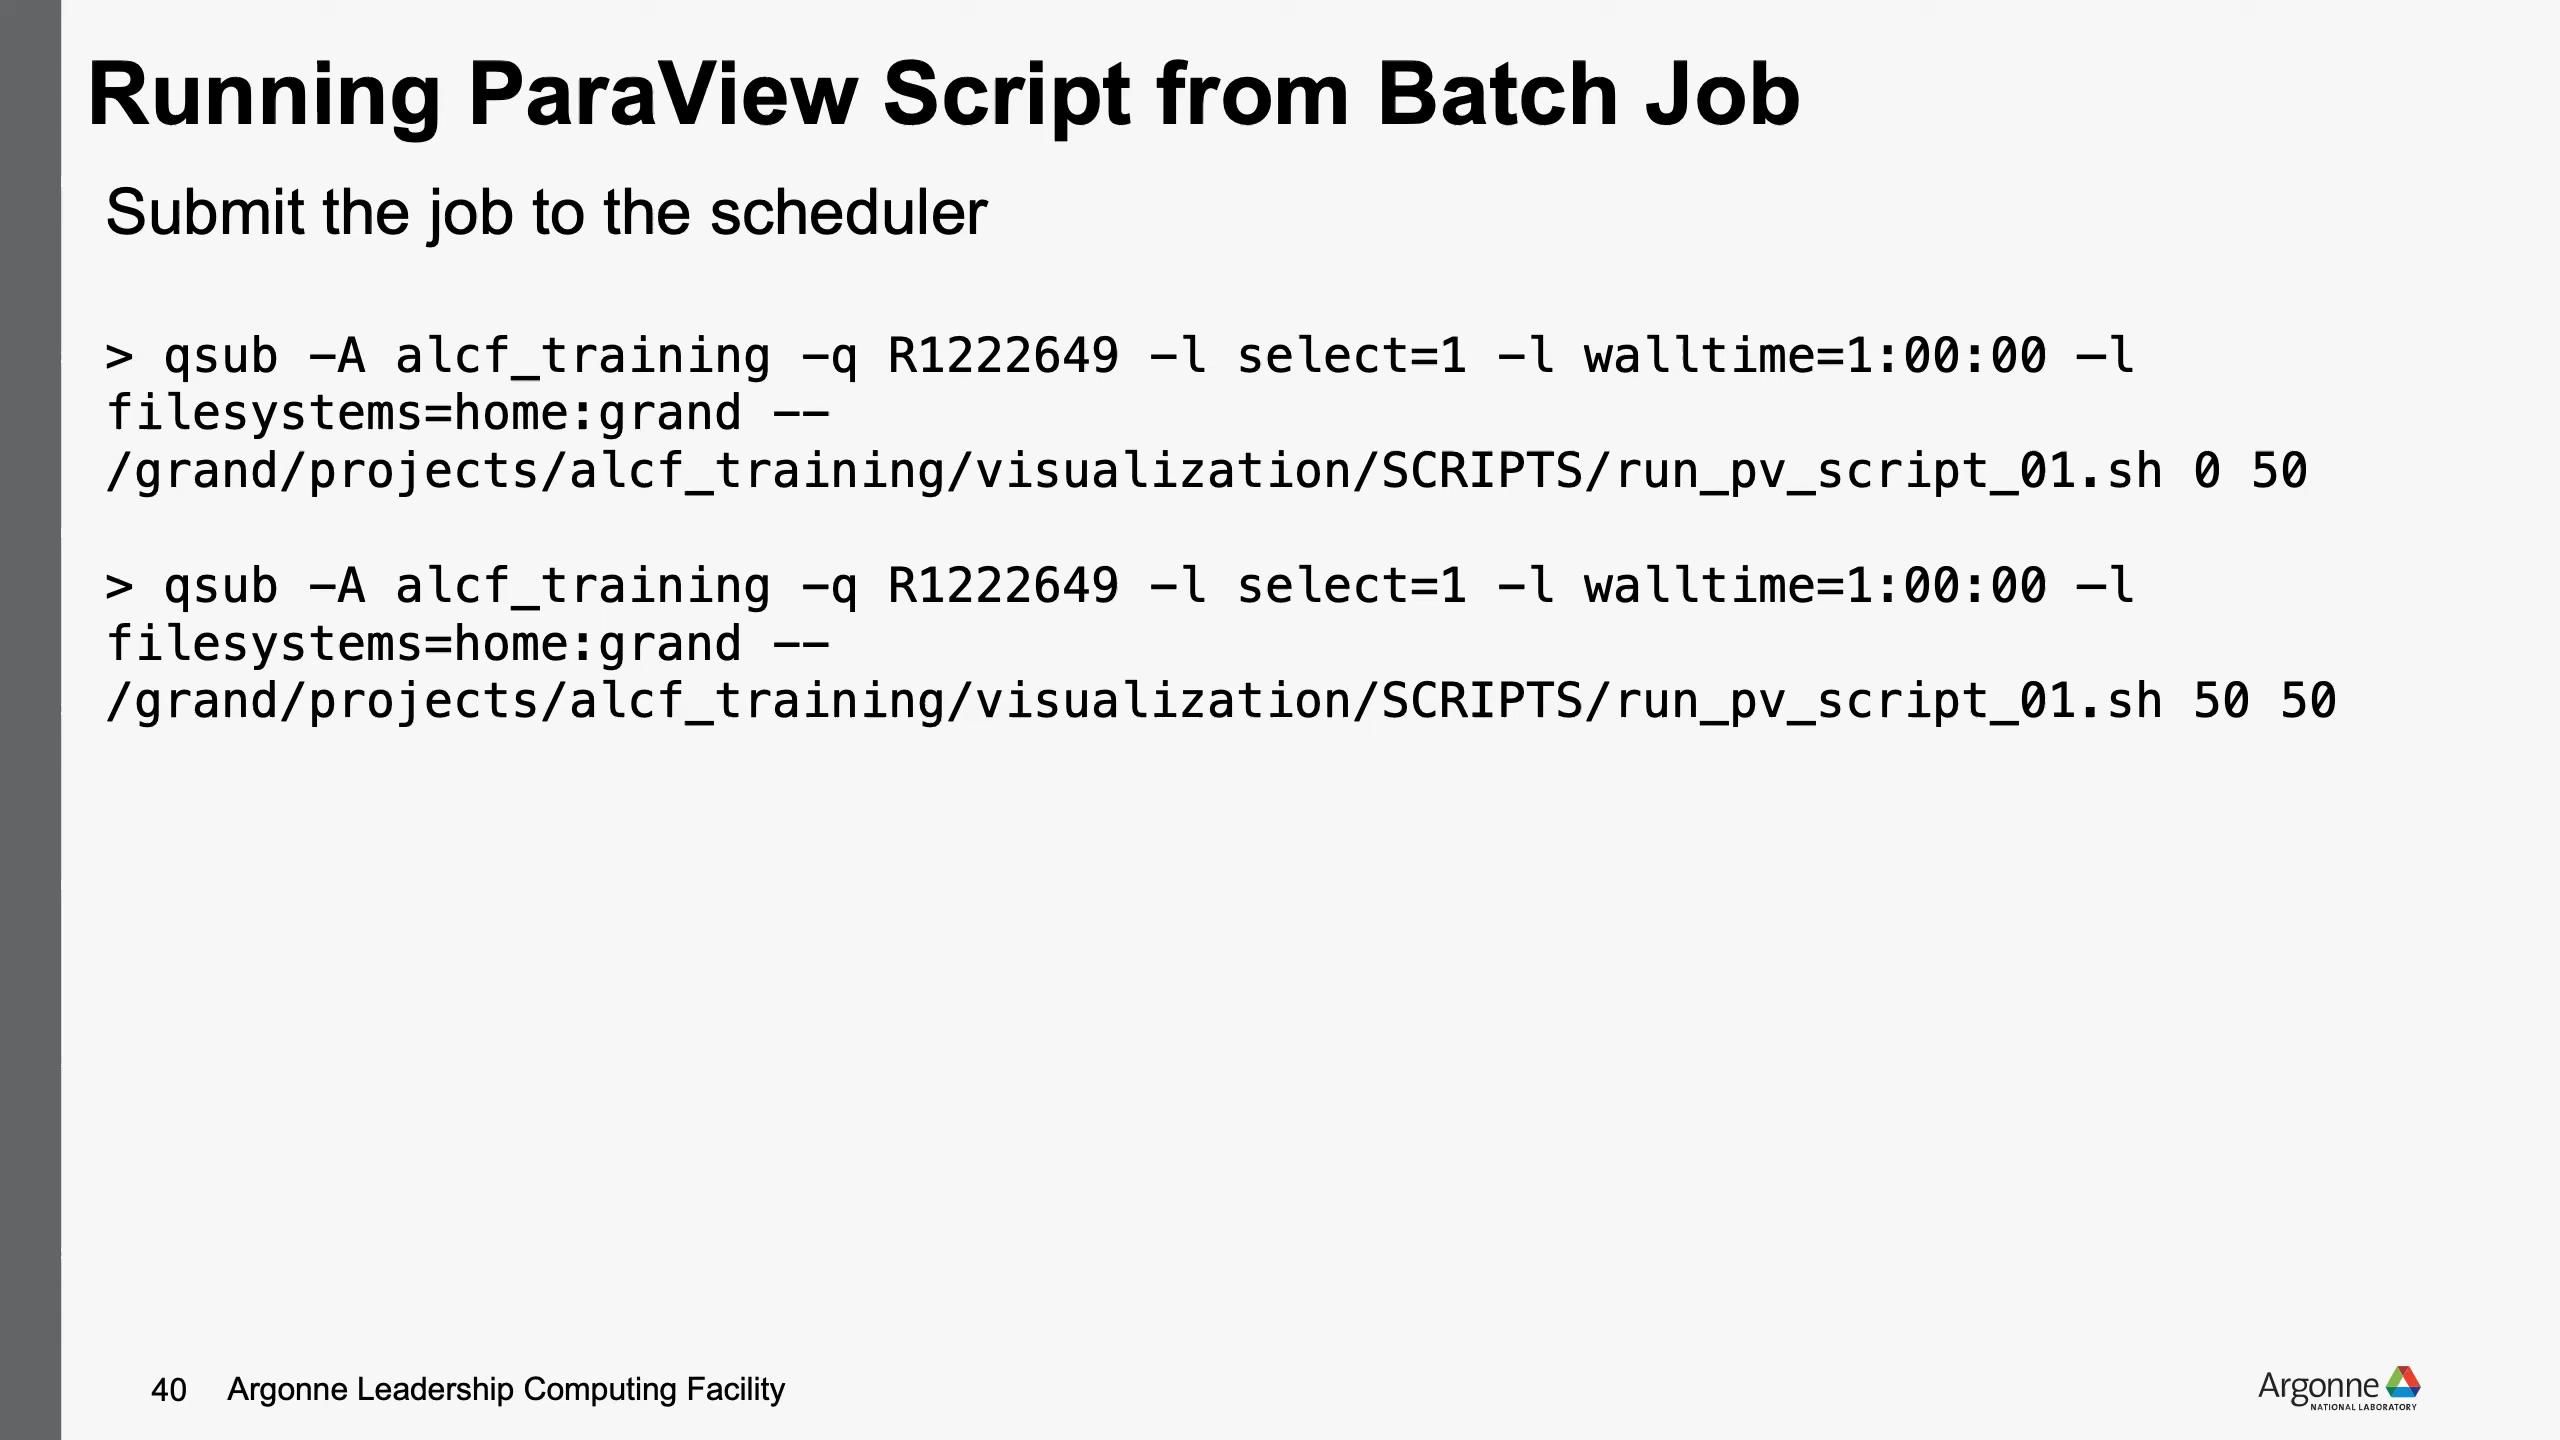 Running ParaView Script from Batch Job
Submit the job to the scheduler
> qsub –A alcf_training –q R1222649 –l select=1 –l walltime=1:00:00 –l
filesystems=home:grand ––
/grand/projects/alcf_training/visualization/SCRIPTS/run_pv_script_01.sh 0 50
> qsub –A alcf_training –q R1222649 –l select=1 –l walltime=1:00:00 –l
filesystems=home:grand ––
/grand/projects/alcf_training/visualization/SCRIPTS/run_pv_script_01.sh 50 50
40 Argonne Leadership Computing Facility
Argonne
NATIONAL LABORATORY